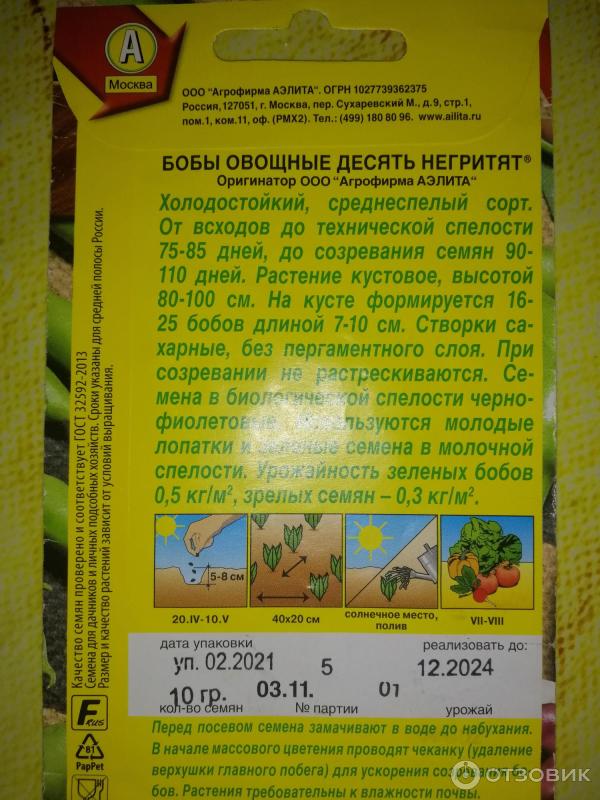 А
Москва
ООО "Агрофирма АЭЛИТА". ОГРН 1027739362375
Россия,127051, г. Москва, пер. Сухаревский М., д.9, стр.1,
пом.1, ком.11, оф. (РМХ2). Тел.: (499) 180 80 96. www.ailita.ru
БОБЫ ОВОЩНЫЕ ДЕСЯТЬ НЕГРИТЯТ®
Оригинатор ООО "Агрофирма АЭЛИТА"
Холодостойкий, среднеспелый сорт.
От всходов до технической спелости
75-85 дней, до созревания семян 90-
110 дней. Растение кустовое, высотой
80-100 см. На кусте формируется 16-
25 бобов длиной 7-10 см. Створки са-
харные, без пергаментного слоя. При
созревании не растрескиваются. Се-
мена в биологической спелости черно-
фиолетовые. Используются молодые
лопатки и зеленые семена в молочной
спелости. Урожайность зеленых бобов
0,5 кг/м², зрелых семян – 0,3 кг/м².
Качество семян проверено и соответствует ГОСТ 32592-2013
Семена для дачников и личных подсобных хозяйств. Сроки указаны для средней полосы России.
Размер и качество растений зависит от условий выращивания.
5-8 см
20.IV-10.V
40х20 см
солнечное место,
полив
VII-VIII
дата упаковки
реализовать до:
уп. 02.2021
5
12.2024
10 гр.
03.11.
01
кол-во семян
№ партии
урожай
F RUS
81
PapPet
Перед посевом семена замачивают в воде до набухания.
В начале массового цветения проводят чеканку (удаление
верхушки главного побега) для ускорения созревания бо-
бов. Растения требовательны к влажности почвы.
ОТЗОВИК